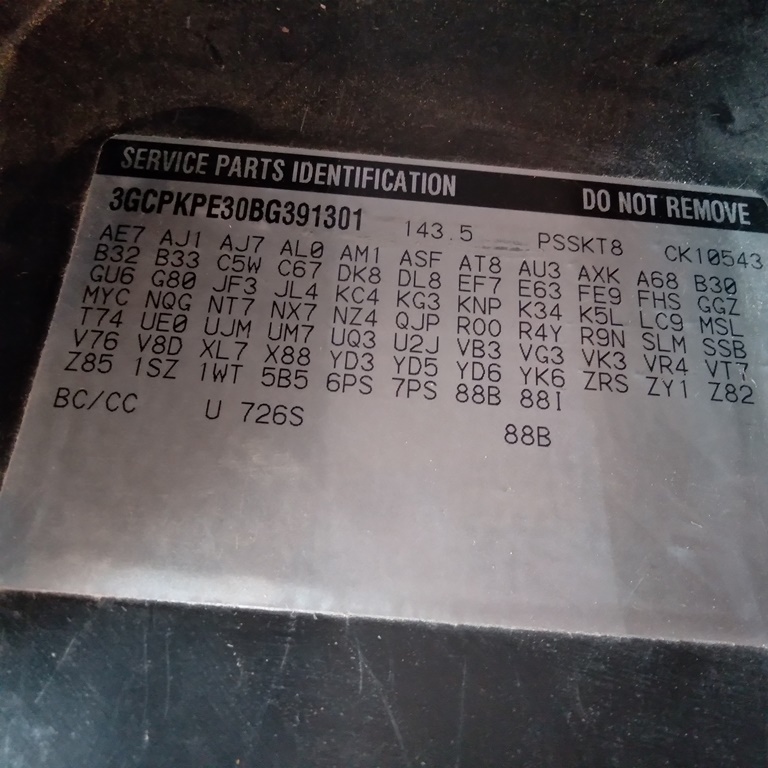 SERVICE PARTS IDENTIFICATION DO NOT REMOVE
3GCPKPE30BG391301 143.5 PSSKT8 CK10543
AE7 AJ1 AJ7 AL0 AM1 ASF AT8 AU3 AXK A68 B30
B32 B33 C5W C67 DK8 DL8 EF7 E63 FE9 FHS GGZ
GU6 G80 JF3 JL4 KC4 KG3 KNP K34 K5L LC9 MSL
MYC NQG NT7 NX7 NZ4 QJP R00 R4Y R9N SLM SSB
T74 UE0 UJM UM7 UQ3 U2J VB3 VG3 VK3 VR4 VT7
V76 V8D XL7 X88 YD3 YD5 YD6 YK6 ZRS ZY1 Z82
Z85 1SZ 1WT 5B5 6PS 7PS 88B 88I
BC/CC U 726S 88B